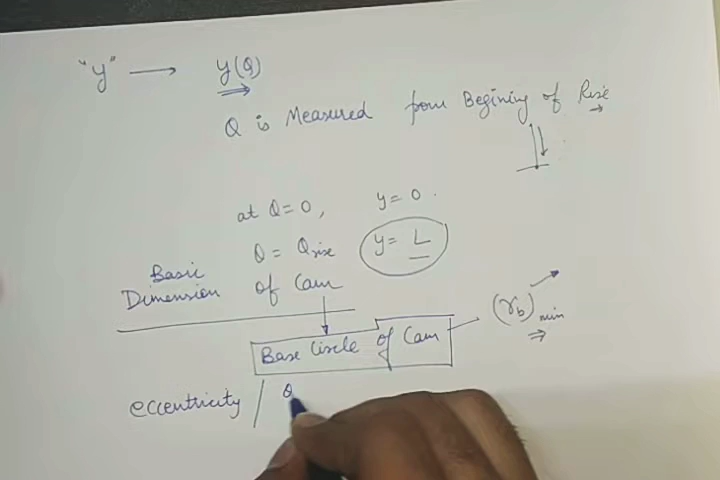 "y" → y(θ)
θ is Measured from Begining of Rise
at θ=0, y=0.
θ = θrise y= L
Basic
Dimension of Cam
Base Circle of Cam (rb)min
eccentricity / θ